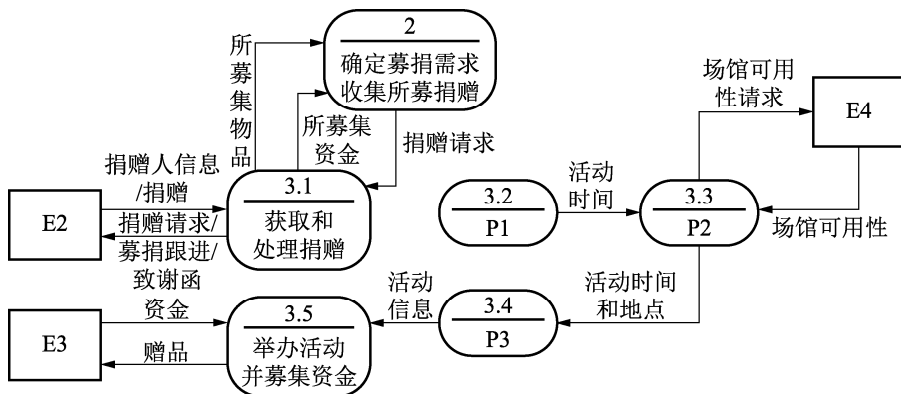 2
确定募捐需求
收集所募捐赠
所募集物品
所募集
资金
捐赠请求
场馆可用
性请求
E4
场馆可用性
捐赠人信息
/捐赠
E2
捐赠请求/
募捐跟进/
致谢函
3.1
获取和
处理捐赠
3.2
P1
活动
时间
3.3
P2
活动时间
和地点
3.4
P3
活动
信息
3.5
举办活动
并募集资金
资金
E3
赠品